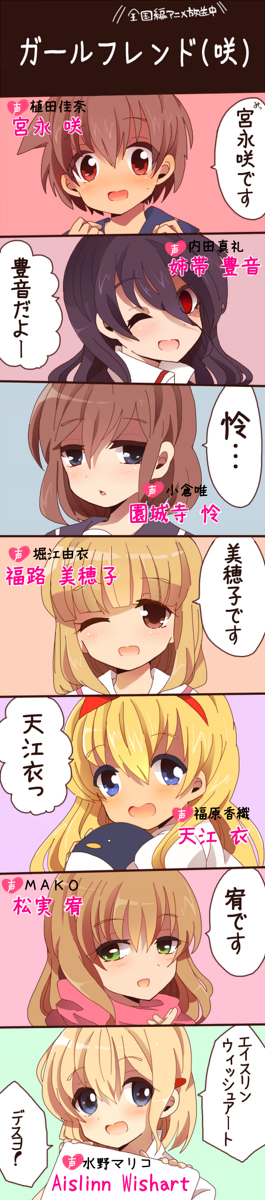 全国編アニメ放送中
ガールフレンド(咲)
め、
宮永咲です
声 植田佳奈
宮永 咲
声 内田真礼
姉帯 豊音
豊音だよー
怜…
声 小倉唯
園城寺 怜
声 堀江由衣
福路 美穂子
美穂子です
天江衣っ
声 福原香織
天江 衣
声 MAKO
松実 宥
宥です
エイスリン
ウィッシュアート
デスヨ?
声 水野マリコ
Aislinn Wishart